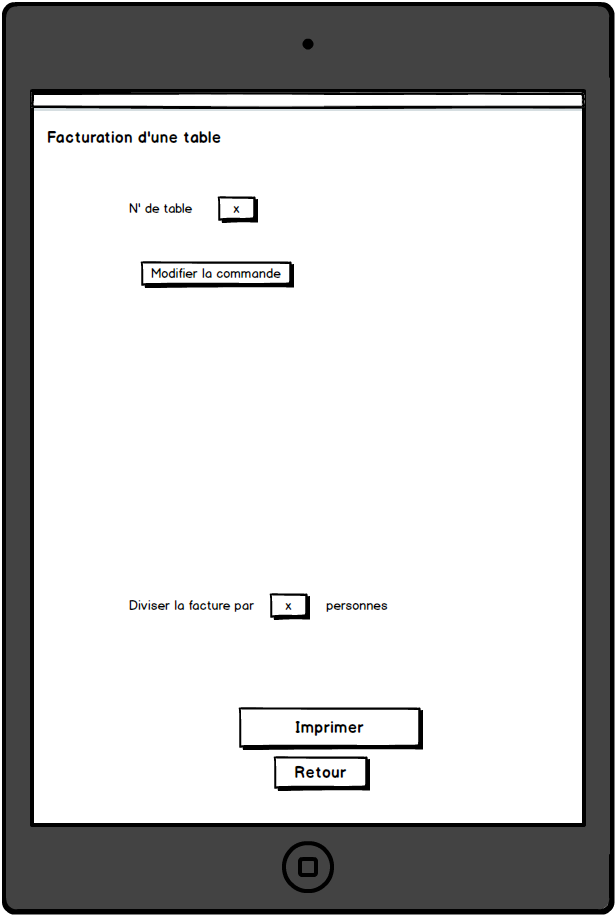 Facturation d'une table
N' de table x
Modifier la commande
Diviser la facture par x personnes
Imprimer
Retour